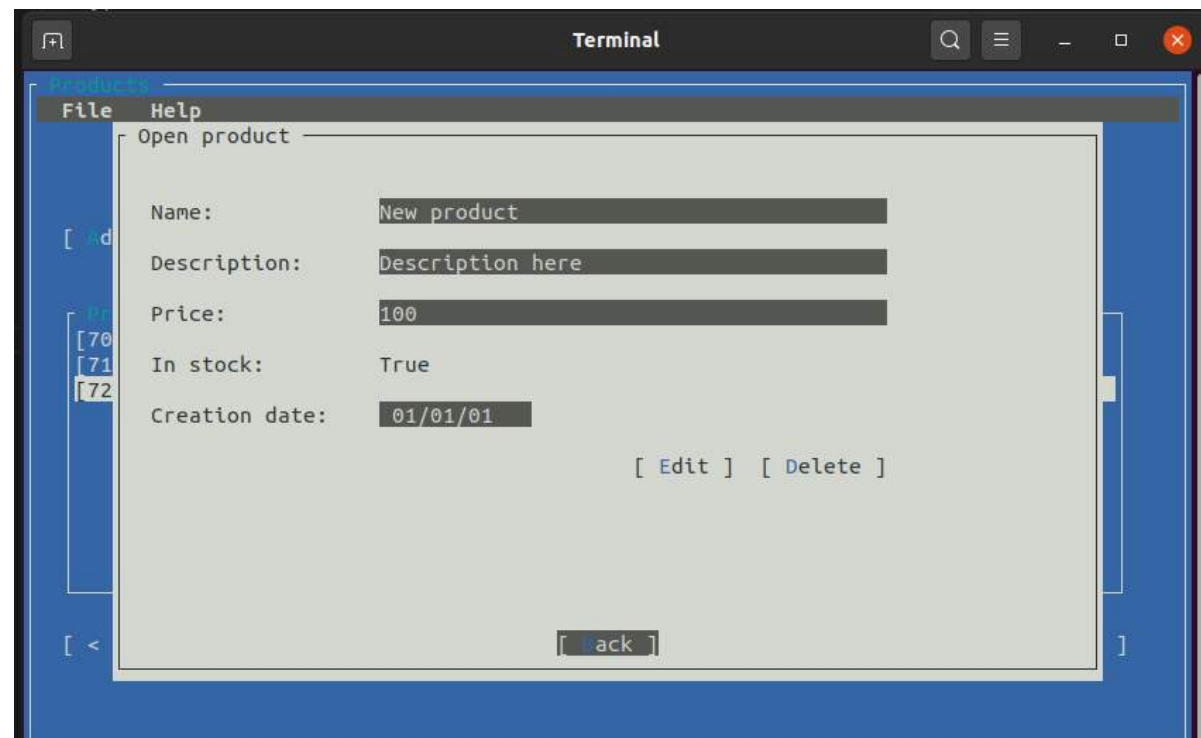 Terminal
Products
File Help
Open product
Name: New product
[ Ad
Description: Description here
Pr
Price: 100
[70
[71
In stock: True
[72
Creation date: 01/01/01
[ Edit ] [ Delete ]
[ < [ Back ] ]